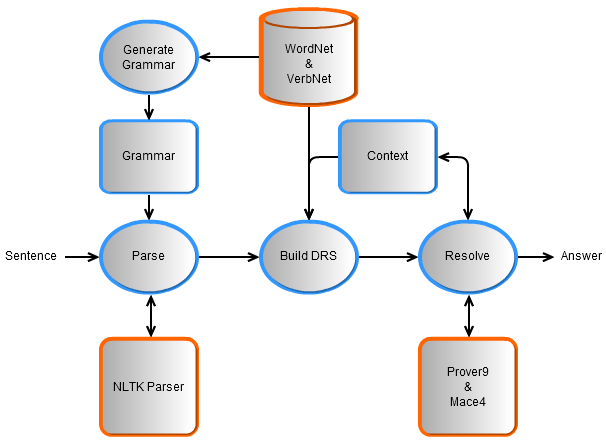 Generate
Grammar
WordNet
&
VerbNet
Grammar
Context
Sentence
Parse
Build DRS
Resolve
Answer
NLTK Parser
Prover9
&
Mace4